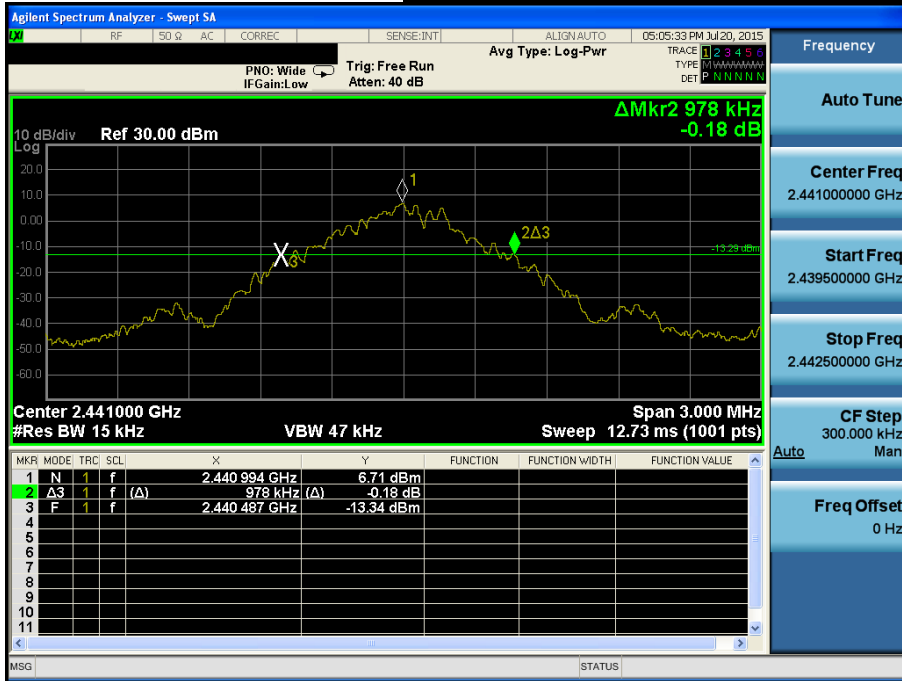 Agilent Spectrum Analyzer - Swept SA
LXI RF 50 Ω AC CORREC SENSE:INT ALIGN AUTO 05:05:33 PM Jul 20, 2015
Frequency
Avg Type: Log-Pwr TRACE 1 2 3 4 5 6
PNO: Wide Trig: Free Run TYPE M WWWWW
IFGain:Low Atten: 40 dB DET P N N N N N
Auto Tune
ΔMkr2 978 kHz
-0.18 dB
10 dB/div Ref 30.00 dBm
Log
20.0
10.0
0.00
-10.0
-20.0
-30.0
-40.0
-50.0
-60.0
1
2Δ3
3
-13.29 dBm
Center Freq
2.441000000 GHz
Start Freq
2.439500000 GHz
Stop Freq
2.442500000 GHz
Center 2.441000 GHz Span 3.000 MHz
#Res BW 15 kHz VBW 47 kHz Sweep 12.73 ms (1001 pts)
CF Step
300.000 kHz
Auto Man
MKR MODE TRC SCL X Y FUNCTION FUNCTION WIDTH FUNCTION VALUE
1 N 1 f 2.440 994 GHz 6.71 dBm
2 Δ3 1 f (Δ) 978 kHz (Δ) -0.18 dB
3 F 1 f 2.440 487 GHz -13.34 dBm
4
5
6
7
8
9
10
11
Freq Offset
0 Hz
MSG STATUS